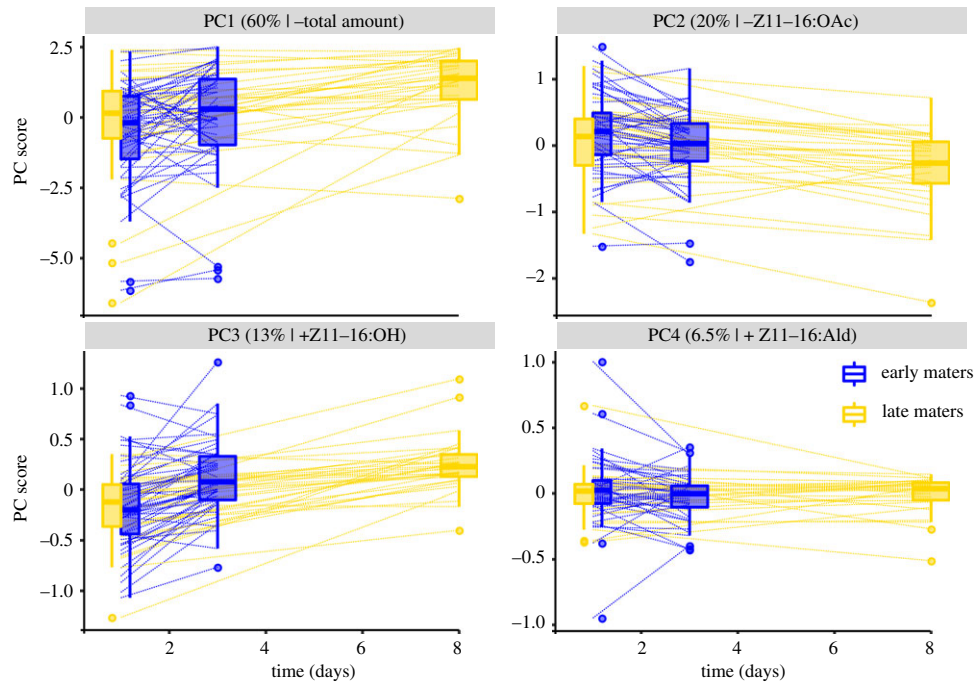 PC1 (60% | –total amount)
PC2 (20% | –Z11–16:OAc)
2.5
0
–2.5
–5.0
PC score
1
0
–1
–2
PC3 (13% | +Z11–16:OH)
PC4 (6.5% | + Z11–16:Ald)
1.0
0.5
0
–0.5
–1.0
PC score
1.0
0.5
0
–0.5
–1.0
early maters
late maters
2 4 6 8
time (days)
2 4 6 8
time (days)